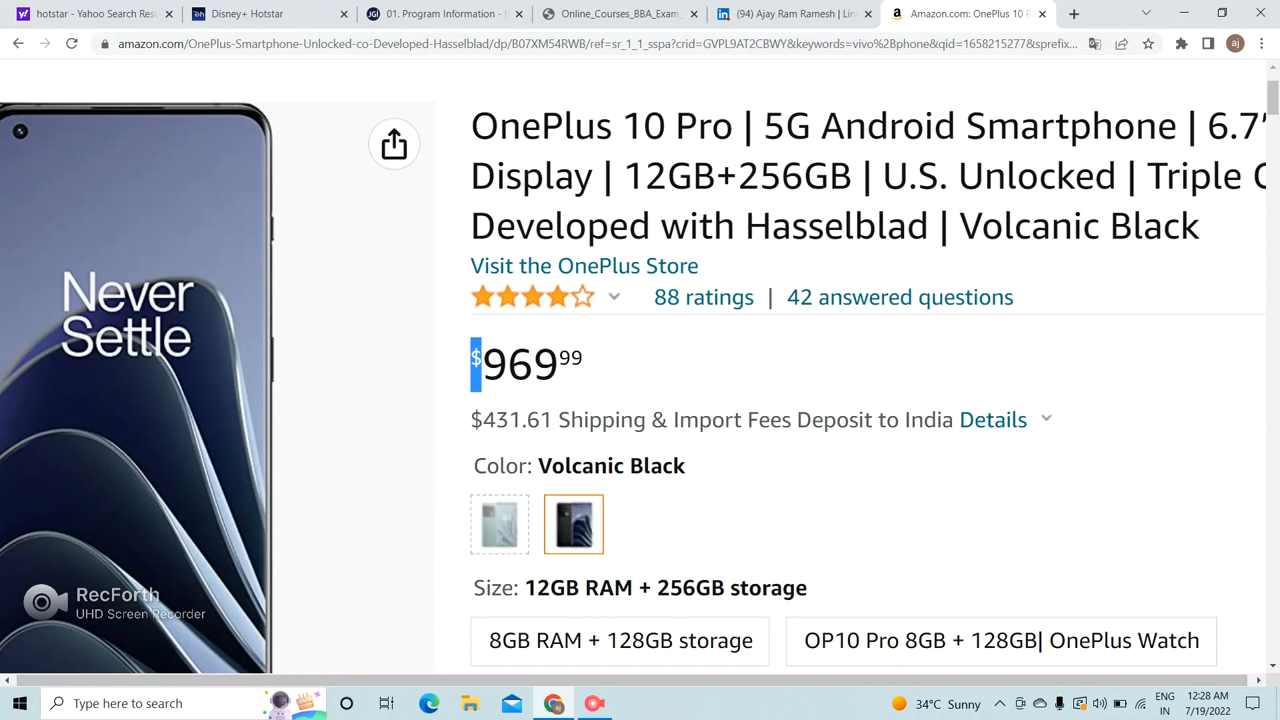 hotstar - Yahoo Search Res
Disney+ Hotstar
JGI 01. Program Information - 
Online_Courses_BBA_Exam_
(94) Ajay Ram Ramesh | Link
Amazon.com: OnePlus 10 P
amazon.com/OnePlus-Smartphone-Unlocked-co-Developed-Hasselblad/dp/B07XM54RWB/ref=sr_1_1_sspa?crid=GVPL9AT2CBWY&keywords=vivo%2Bphone&qid=1658215277&sprefix...
aj
OnePlus 10 Pro | 5G Android Smartphone | 6.7"
Display | 12GB+256GB | U.S. Unlocked | Triple C
Developed with Hasselblad | Volcanic Black
Visit the OnePlus Store
88 ratings | 42 answered questions
$969 99
$431.61 Shipping & Import Fees Deposit to India Details
Color: Volcanic Black
Size: 12GB RAM + 256GB storage
8GB RAM + 128GB storage
OP10 Pro 8GB + 128GB| OnePlus Watch
Never
Settle
RecForth
UHD Screen Recorder
Type here to search
aj
34°C Sunny
ENG
IN
12:28 AM
7/19/2022